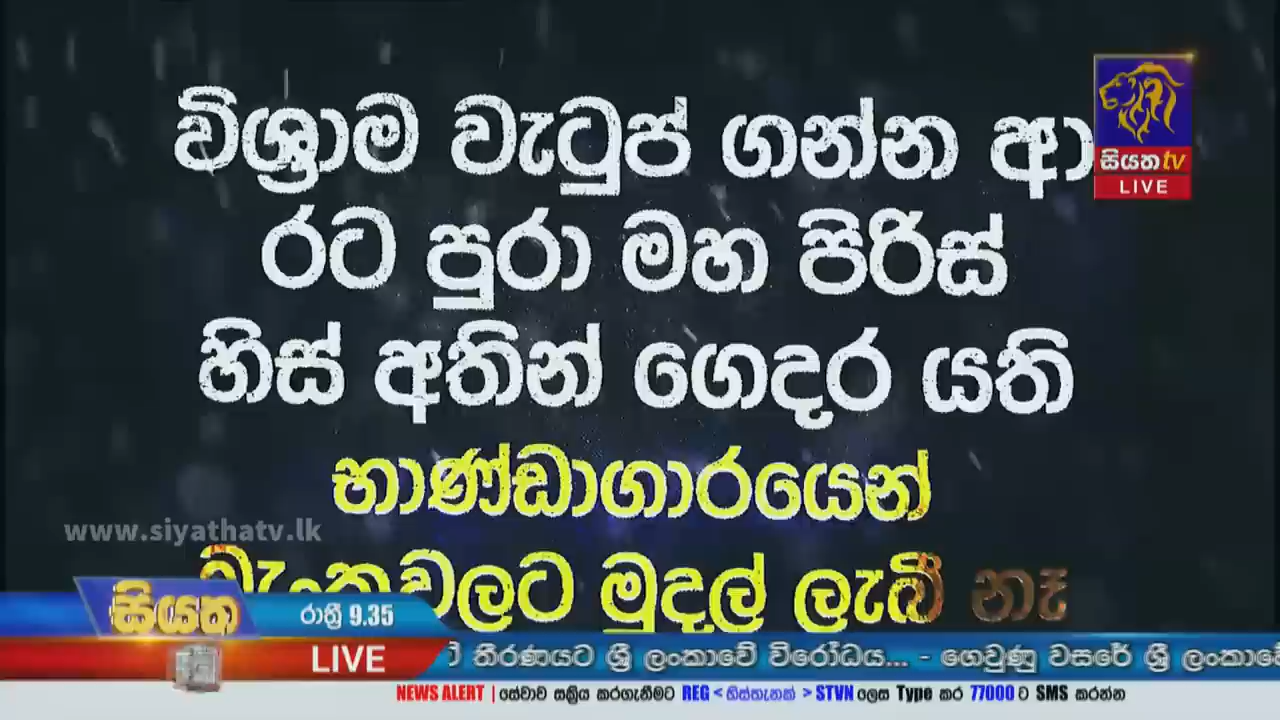 විශ්‍රාම වැටුප් ගන්න ආ
සියත tv
LIVE
රට පුරා මහ පිරිස්
හිස් අතින් ගෙදර යති
භාණ්ඩාගාරයෙන්
www.siyathatv.lk
බැංකුවලට මුදල් ලැබී නෑ
සියත
රාත්‍රී 9.35
LIVE
තීරණයට ශ්‍රී ලංකාවේ විරෝධය... - ගෙවුණු වසරේ ශ්‍රී ලංකාවේ
NEWS ALERT | සේවාව සක්‍රිය කරගැනීමට REG < හිස්තැනක් > STVN ලෙස Type කර 77000 ට SMS කරන්න